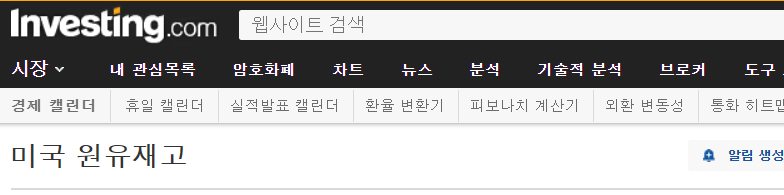 Investing.com 웹사이트 검색
시장 내 관심목록 암호화폐 차트 뉴스 분석 기술적 분석 브로커 도구
경제 캘린더 휴일 캘린더 실적발표 캘린더 환율 변환기 피보나치 계산기 외환 변동성 통화 히트맵
미국 원유재고 알림 생성